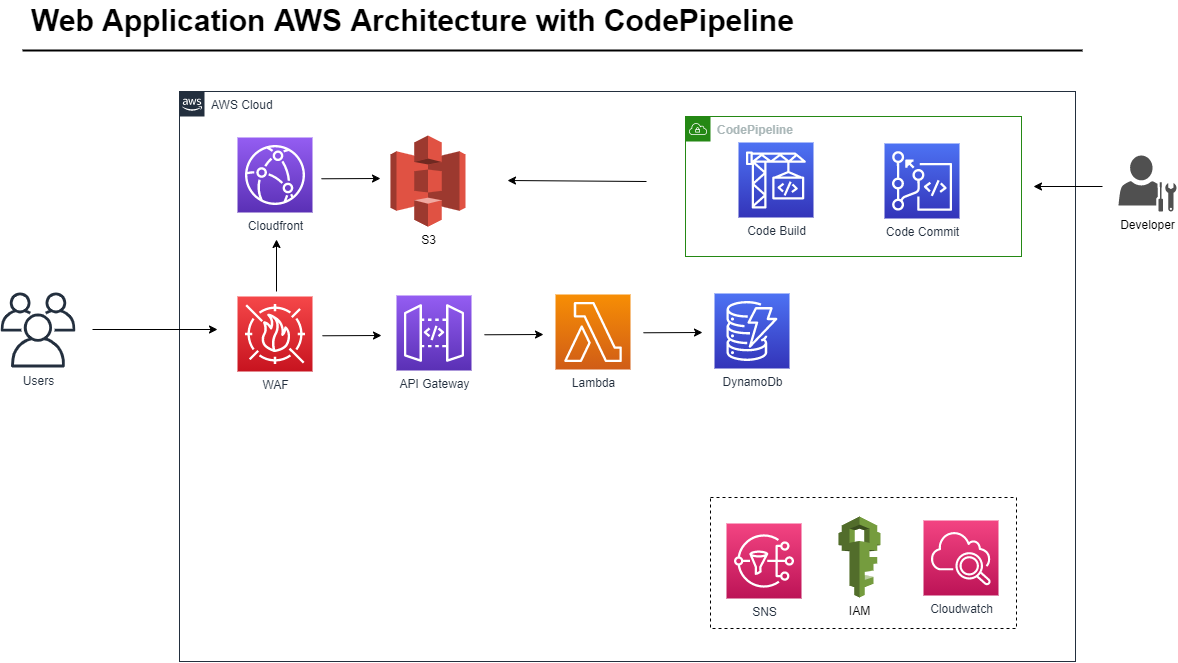 Web Application AWS Architecture with CodePipeline
aws
AWS Cloud
CodePipeline
Cloudfront
S3
Code Build
Code Commit
Developer
Users
WAF
API Gateway
Lambda
DynamoDb
SNS
IAM
Cloudwatch